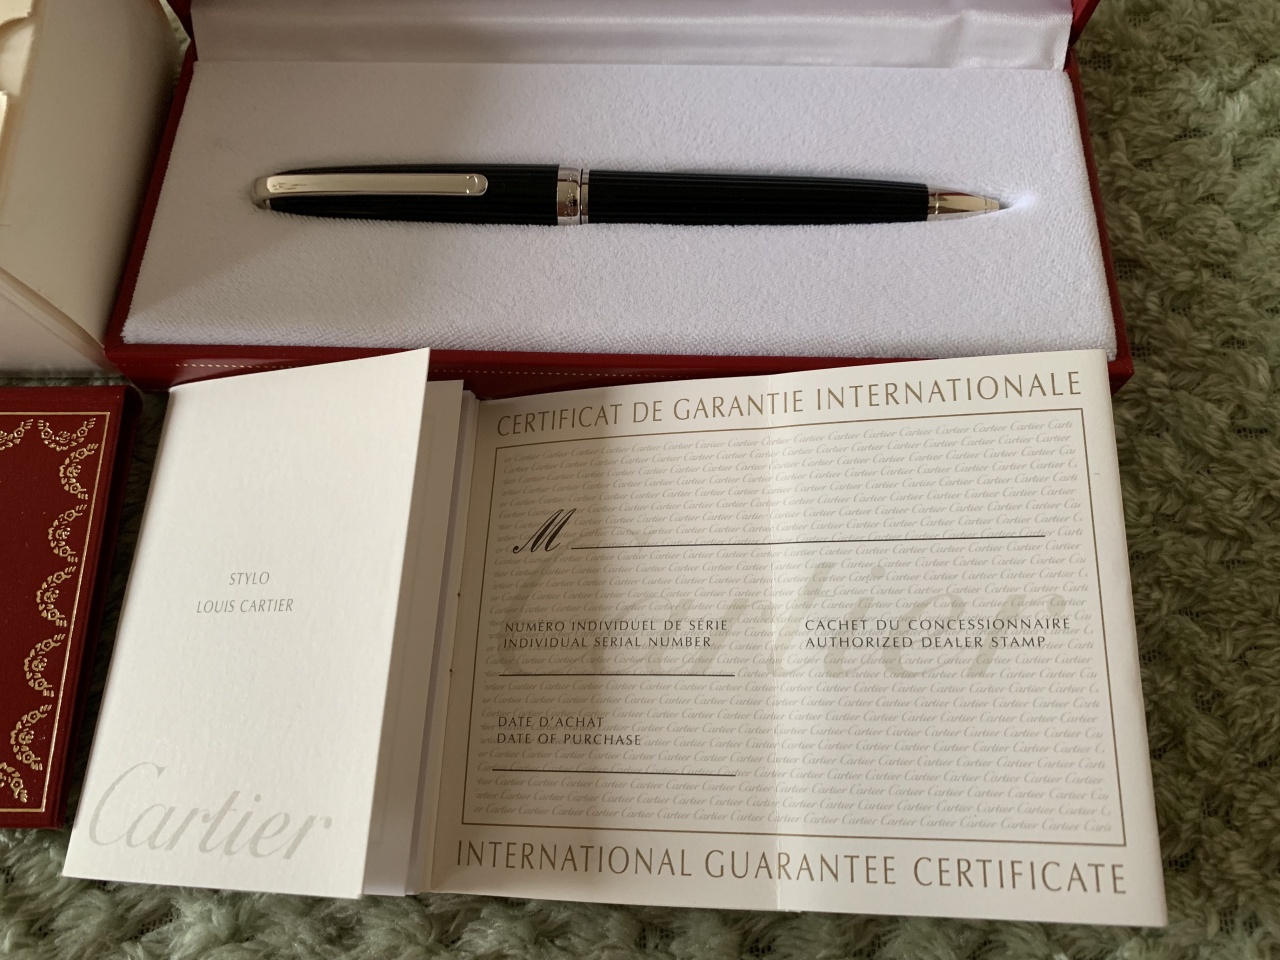 STYLO
LOUIS CARTIER
Cartier
CERTIFICAT DE GARANTIE INTERNATIONALE
M
NUMÉRO INDIVIDUEL DE SÉRIE
INDIVIDUAL SERIAL NUMBER
CACHET DU CONCESSIONNAIRE
AUTHORIZED DEALER STAMP
DATE D'ACHAT
DATE OF PURCHASE
Cartier
INTERNATIONAL GUARANTEE CERTIFICATE